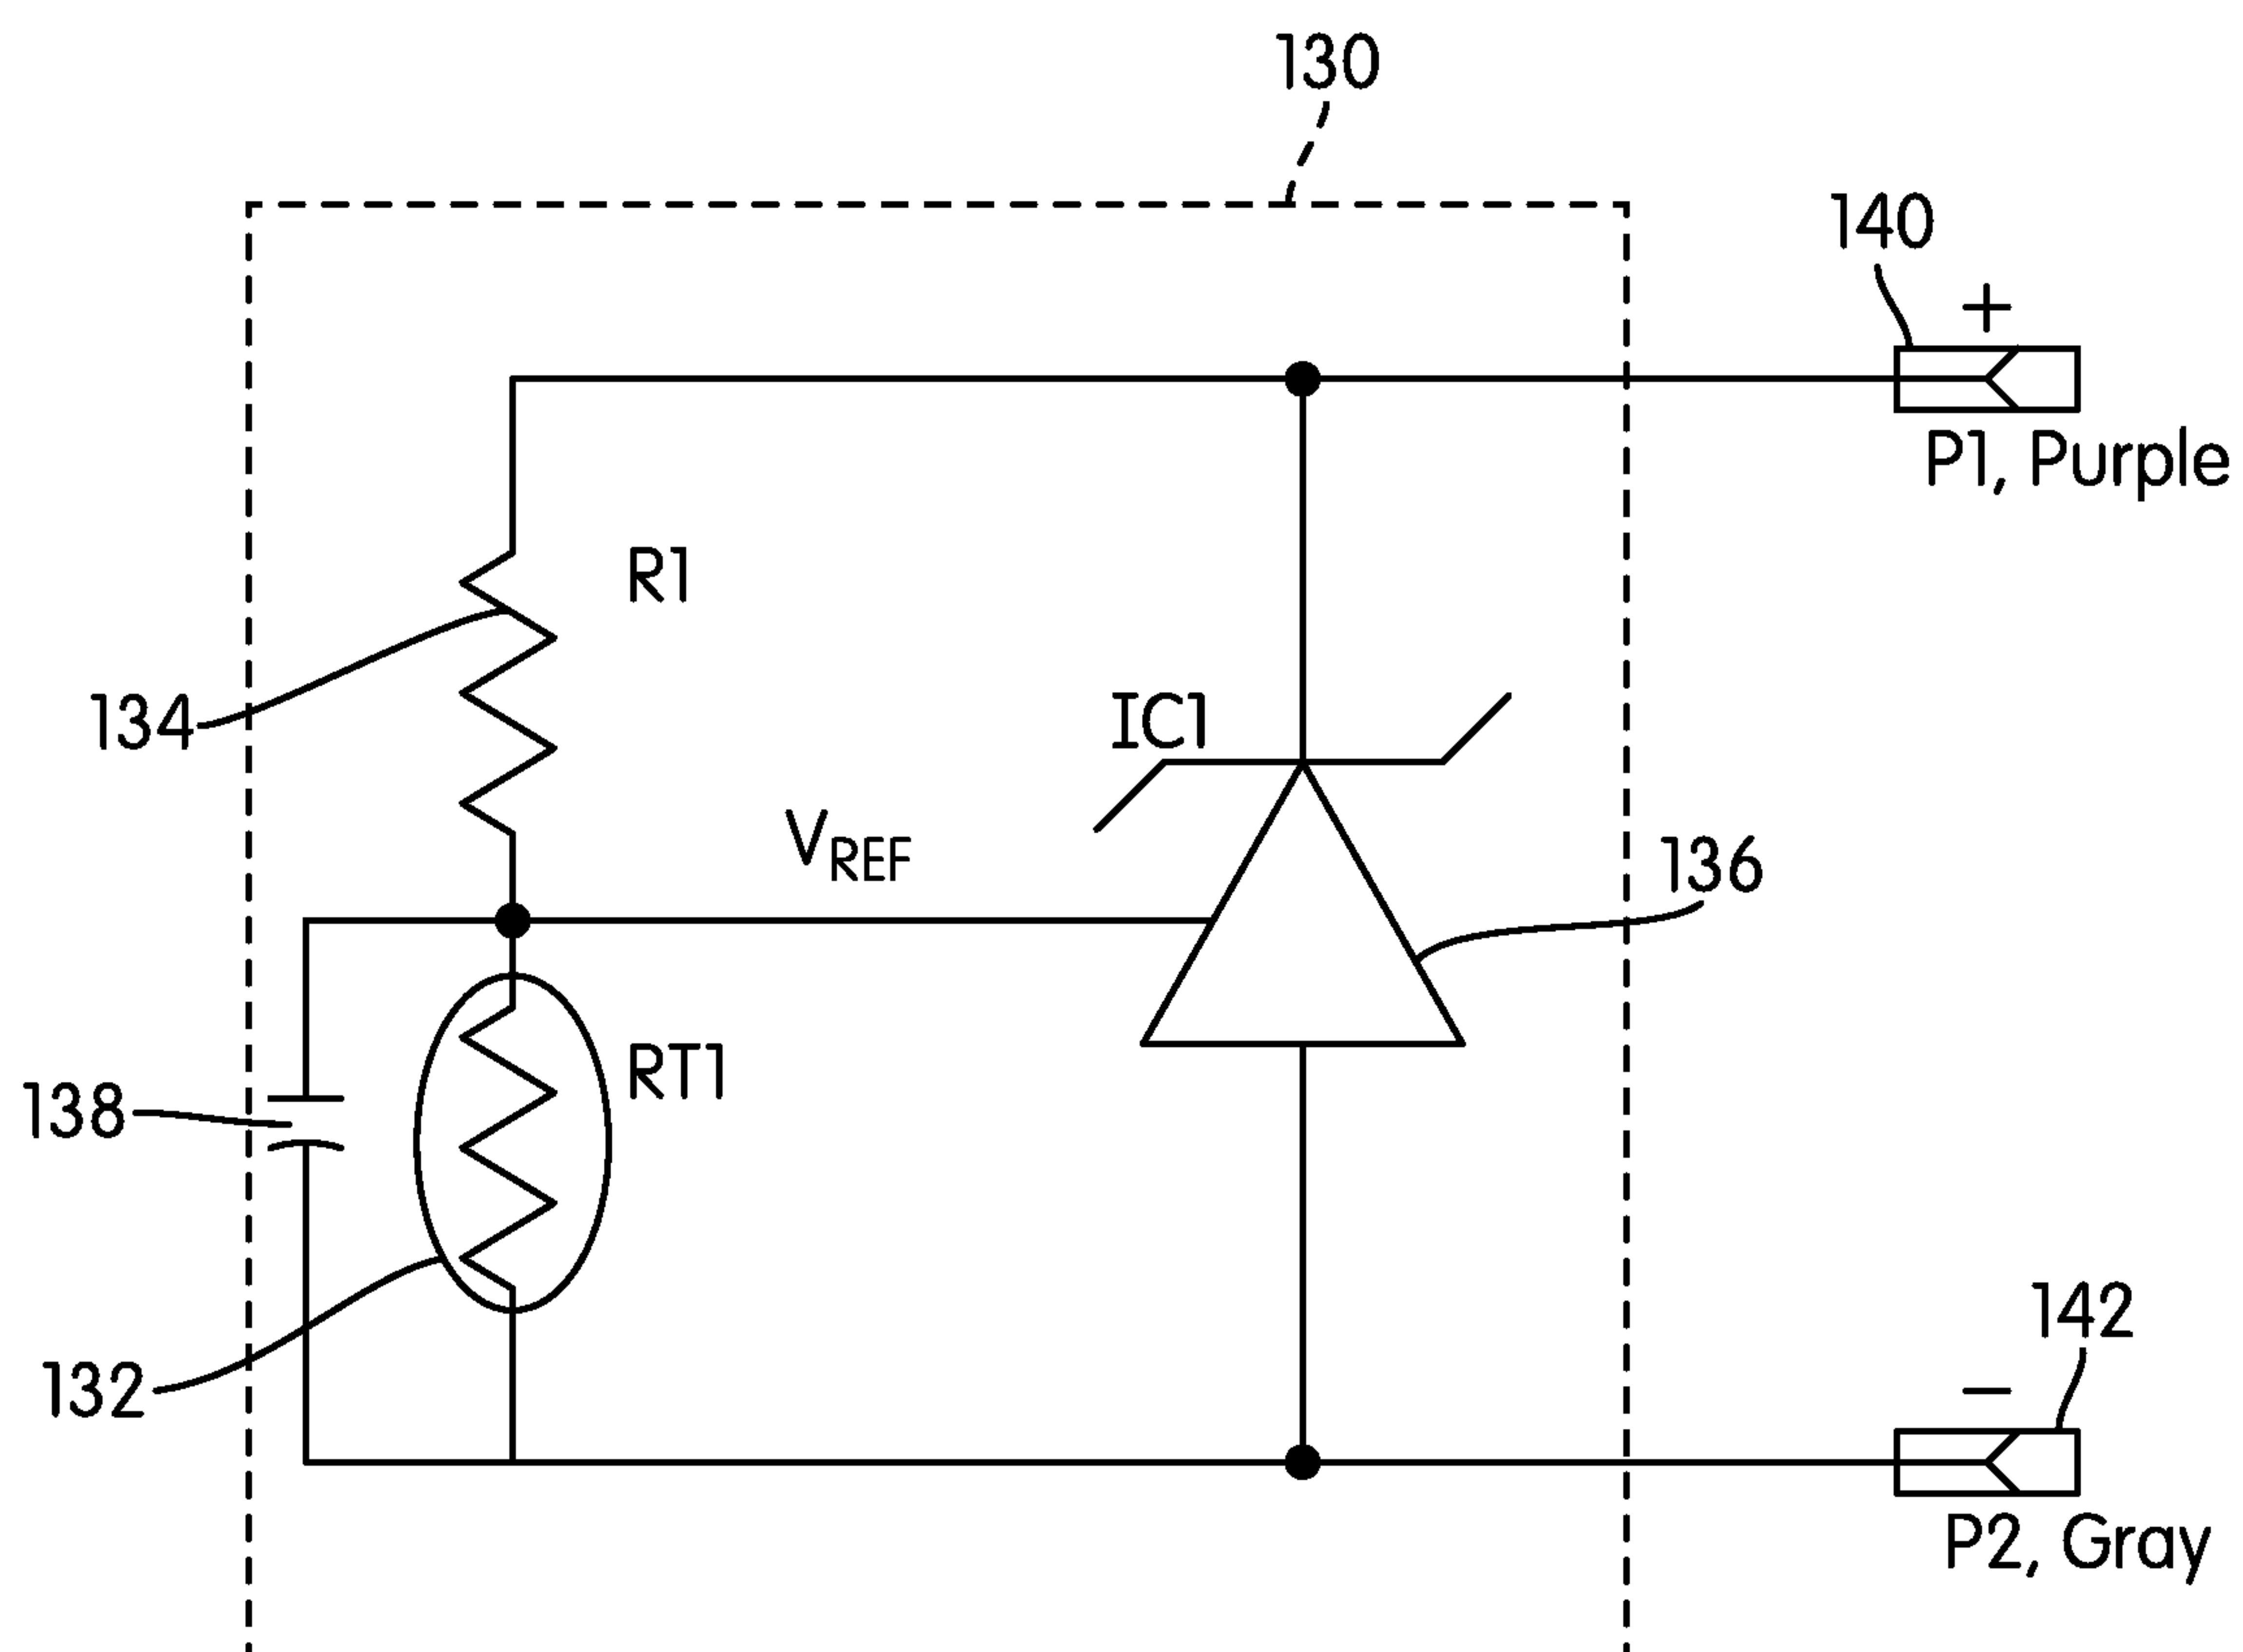 130
140
+
P1, Purple
R1
134
IC1
VREF
136
RT1
138
132
142
−
P2, Gray